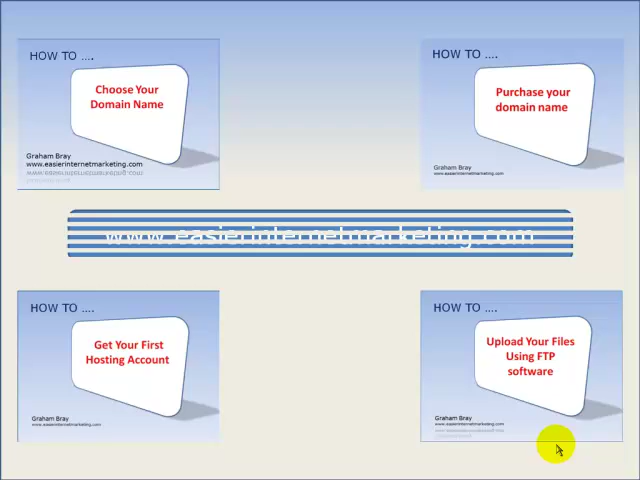 HOW TO ....
Choose Your
Domain Name
Graham Bray
www.easierinternetmarketing.com
HOW TO ....
Purchase your
domain name
Graham Bray
www.easierinternetmarketing.com
www.easierinternetmarketing.com
HOW TO ....
Get Your First
Hosting Account
Graham Bray
www.easierinternetmarketing.com
HOW TO ....
Upload Your Files
Using FTP
software
Graham Bray
www.easierinternetmarketing.com